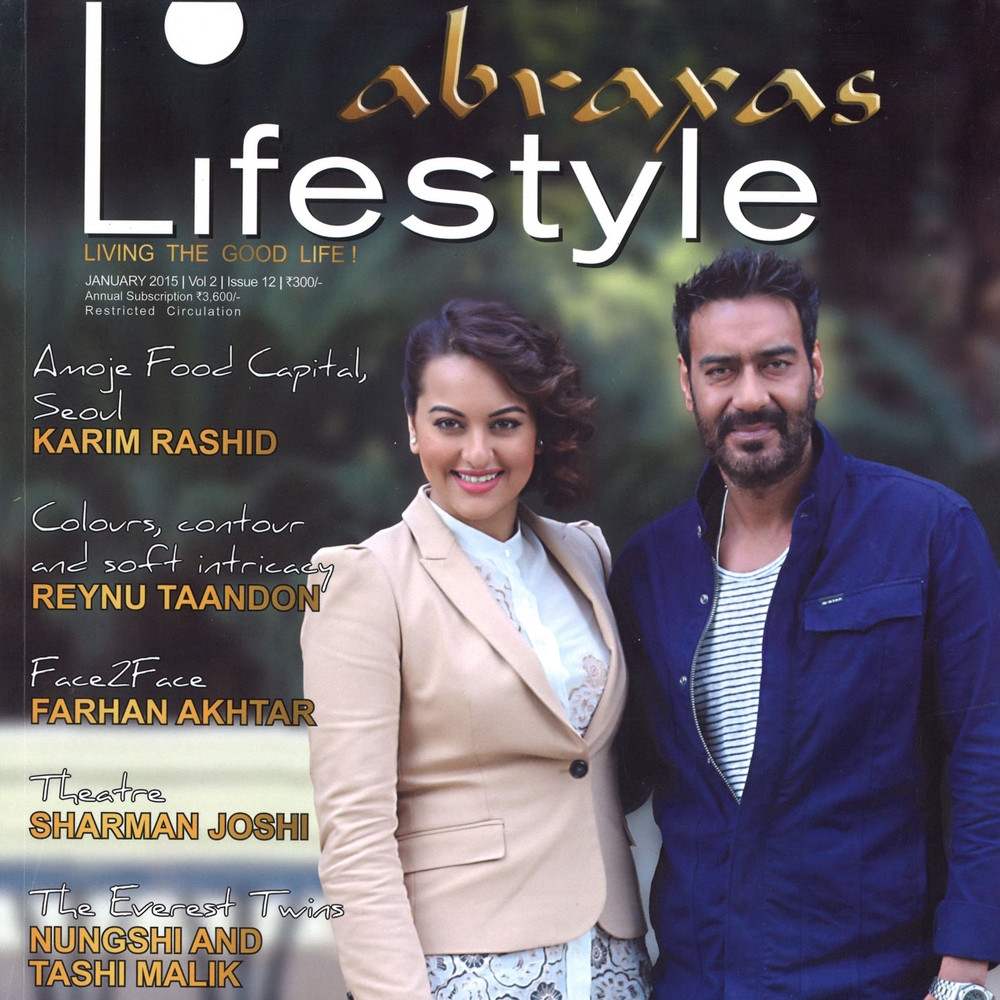 abraxas
Lifestyle
LIVING THE GOOD LIFE!
JANUARY 2015 | Vol 2 | Issue 12 | ₹300/-
Annual Subscription ₹3,600/-
Restricted Circulation
Amoje Food Capital,
Seoul
KARIM RASHID
Colours, contour
and soft intricacy
REYNU TAANDON
Face2Face
FARHAN AKHTAR
Theatre
SHARMAN JOSHI
The Everest Twins
NUNGSHI AND
TASHI MALIK